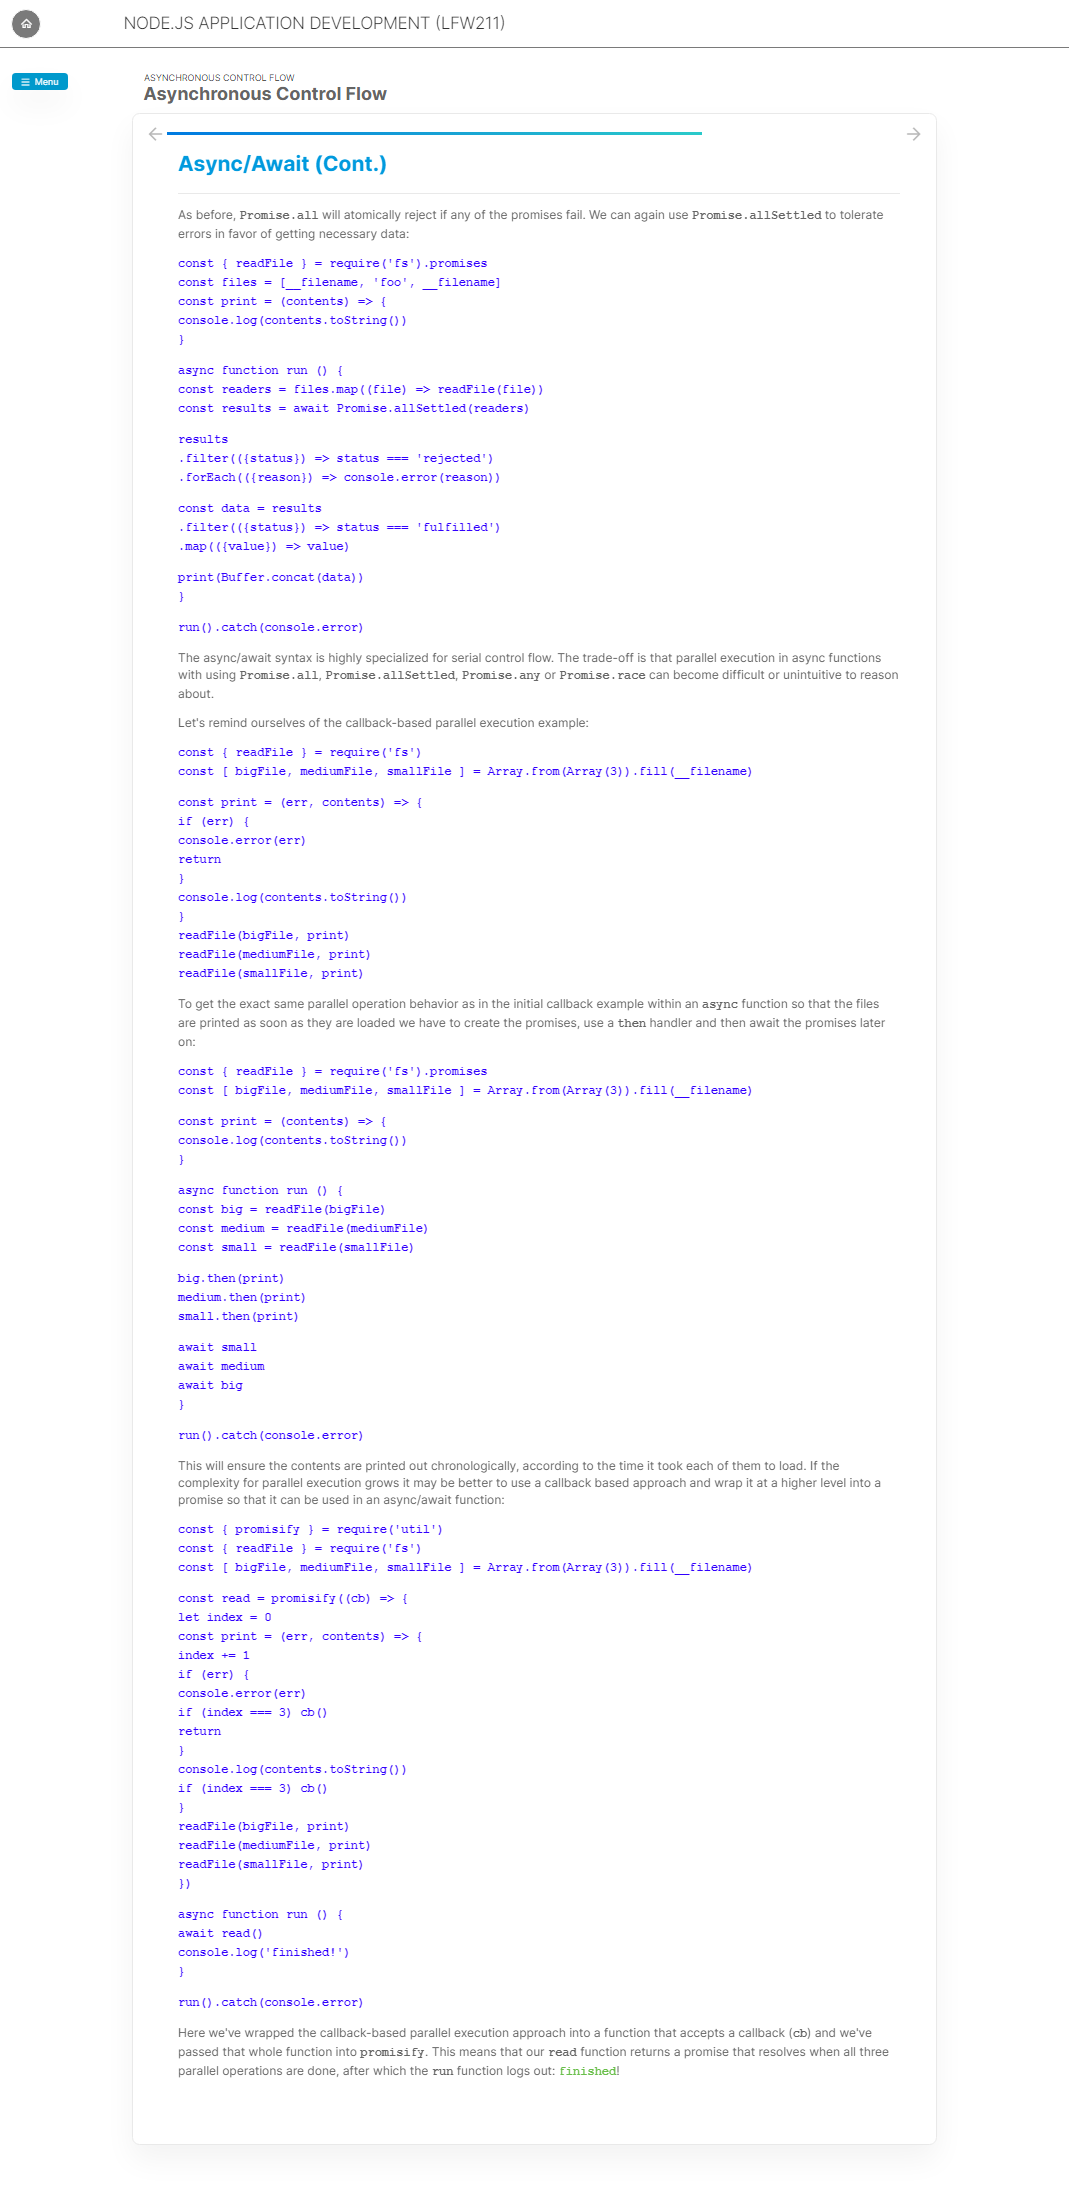 NODE.JS APPLICATION DEVELOPMENT (LFW211)
Menu
ASYNCHRONOUS CONTROL FLOW
Asynchronous Control Flow
Async/Await (Cont.)
As before, Promise.all will atomically reject if any of the promises fail. We can again use Promise.allSettled to tolerate
errors in favor of getting necessary data:
const { readFile } = require('fs').promises
const files = [__filename, 'foo', __filename]
const print = (contents) => {
console.log(contents.toString())
}
async function run () {
const readers = files.map((file) => readFile(file))
const results = await Promise.allSettled(readers)
results
.filter(({status}) => status === 'rejected')
.forEach(({reason}) => console.error(reason))
const data = results
.filter(({status}) => status === 'fulfilled')
.map(({value}) => value)
print(Buffer.concat(data))
}
run().catch(console.error)
The async/await syntax is highly specialized for serial control flow. The trade-off is that parallel execution in async functions
with using Promise.all, Promise.allSettled, Promise.any or Promise.race can become difficult or unintuitive to reason
about.
Let's remind ourselves of the callback-based parallel execution example:
const { readFile } = require('fs')
const [ bigFile, mediumFile, smallFile ] = Array.from(Array(3)).fill(__filename)
const print = (err, contents) => {
if (err) {
console.error(err)
return
}
console.log(contents.toString())
}
readFile(bigFile, print)
readFile(mediumFile, print)
readFile(smallFile, print)
To get the exact same parallel operation behavior as in the initial callback example within an async function so that the files
are printed as soon as they are loaded we have to create the promises, use a then handler and then await the promises later
on:
const { readFile } = require('fs').promises
const [ bigFile, mediumFile, smallFile ] = Array.from(Array(3)).fill(__filename)
const print = (contents) => {
console.log(contents.toString())
}
async function run () {
const big = readFile(bigFile)
const medium = readFile(mediumFile)
const small = readFile(smallFile)
big.then(print)
medium.then(print)
small.then(print)
await small
await medium
await big
}
run().catch(console.error)
This will ensure the contents are printed out chronologically, according to the time it took each of them to load. If the
complexity for parallel execution grows it may be better to use a callback based approach and wrap it at a higher level into a
promise so that it can be used in an async/await function:
const { promisify } = require('util')
const { readFile } = require('fs')
const [ bigFile, mediumFile, smallFile ] = Array.from(Array(3)).fill(__filename)
const read = promisify((cb) => {
let index = 0
const print = (err, contents) => {
index += 1
if (err) {
console.error(err)
if (index === 3) cb()
return
}
console.log(contents.toString())
if (index === 3) cb()
}
readFile(bigFile, print)
readFile(mediumFile, print)
readFile(smallFile, print)
})
async function run () {
await read()
console.log('finished!')
}
run().catch(console.error)
Here we've wrapped the callback-based parallel execution approach into a function that accepts a callback (cb) and we've
passed that whole function into promisify. This means that our read function returns a promise that resolves when all three
parallel operations are done, after which the run function logs out: finished!